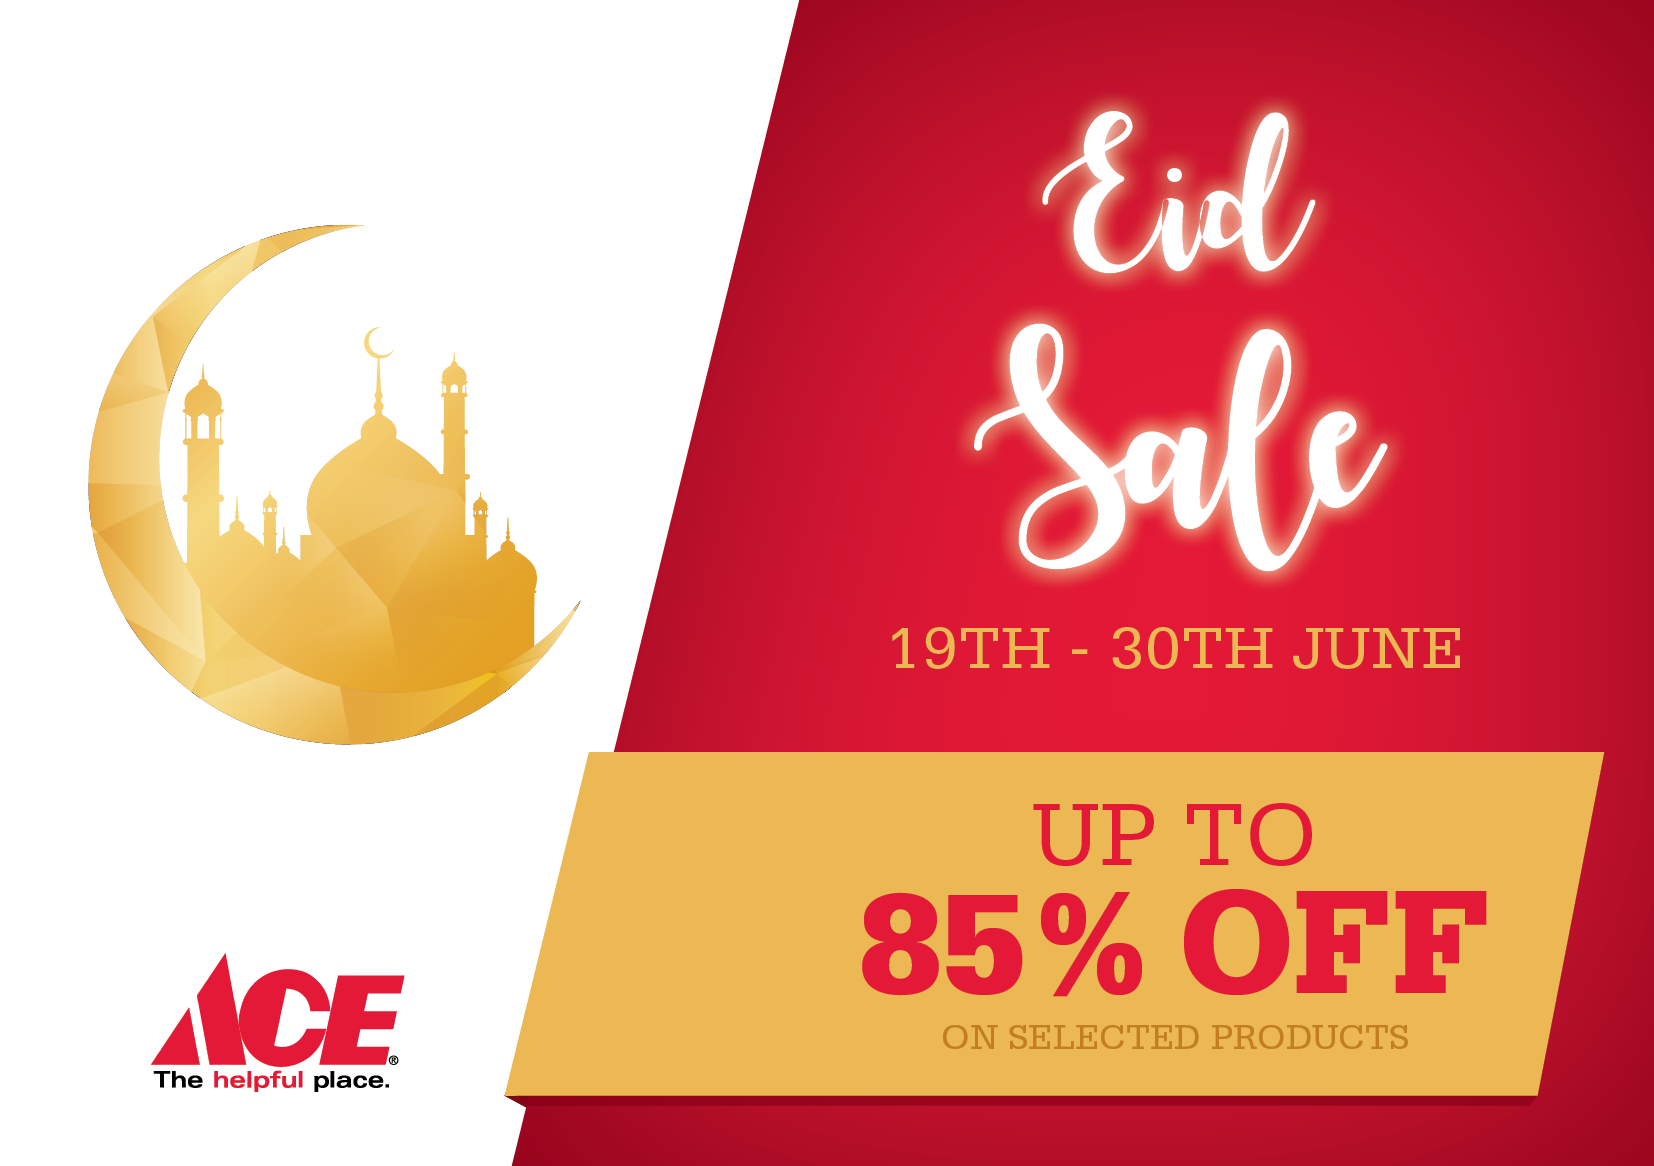 Eid
Sale
19TH - 30TH JUNE
UP TO
85% OFF
ON SELECTED PRODUCTS
ACE®
The helpful place.